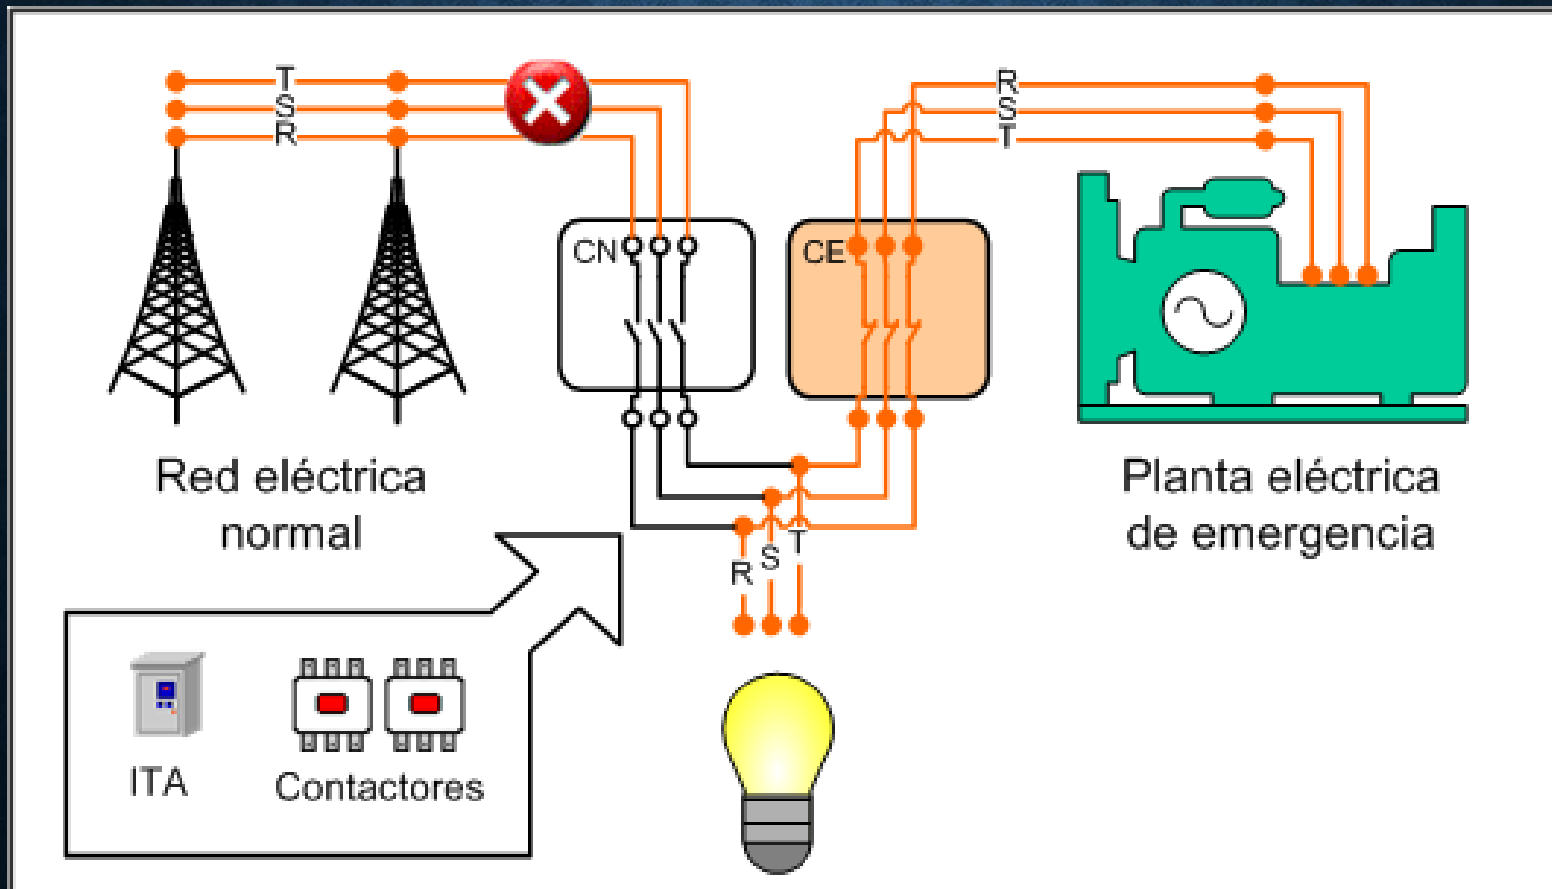 T
S
R
R
S
T
CN
CE
Red eléctrica
normal
Planta eléctrica
de emergencia
R S T
ITA
Contactores